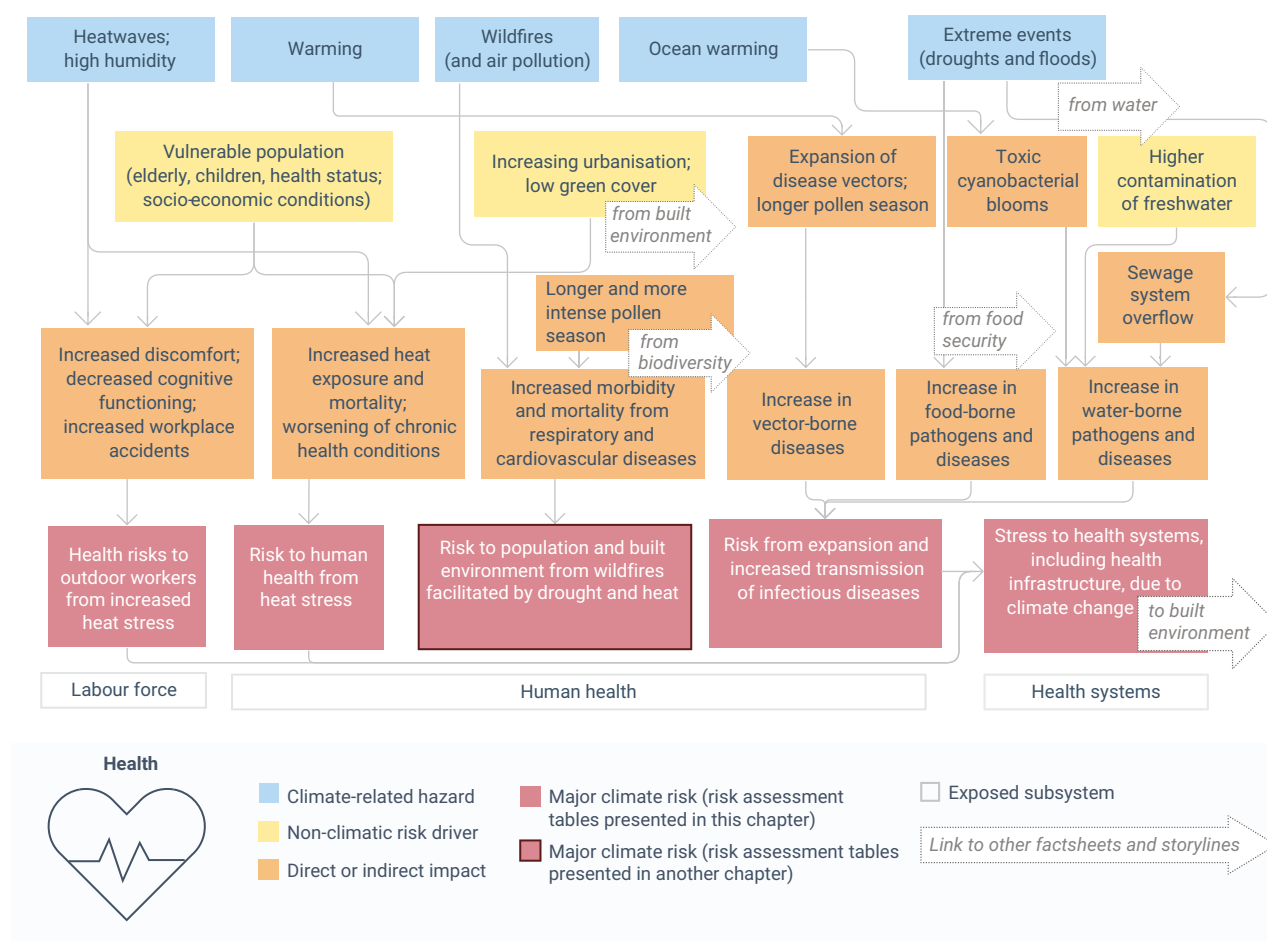 Heatwaves;
high humidity
Warming
Wildfires
(and air pollution)
Ocean warming
Extreme events
(droughts and floods)
from water
Vulnerable population
(elderly, children, health status;
socio-economic conditions)
Increasing urbanisation;
low green cover
from built
environment
Expansion of
disease vectors;
longer pollen season
Toxic
cyanobacterial
blooms
Higher
contamination
of freshwater
Longer and more
intense pollen
season
from
biodiversity
from food
security
Sewage
system
overflow
Increased discomfort;
decreased cognitive
functioning;
increased workplace
accidents
Increased heat
exposure and
mortality;
worsening of chronic
health conditions
Increased morbidity
and mortality from
respiratory and
cardiovascular diseases
Increase in
vector-borne
diseases
Increase in
food-borne
pathogens and
diseases
Increase in
water-borne
pathogens and
diseases
Health risks to
outdoor workers
from increased
heat stress
Risk to human
health from
heat stress
Risk to population and built
environment from wildfires
facilitated by drought and heat
Risk from expansion and
increased transmission
of infectious diseases
Stress to health systems,
including health
infrastructure, due to
climate change
to built
environment
Labour force
Human health
Health systems
Health
Climate-related hazard
Non-climatic risk driver
Direct or indirect impact
Major climate risk (risk assessment
tables presented in this chapter)
Major climate risk (risk assessment tables
presented in another chapter)
Exposed subsystem
Link to other factsheets and storylines